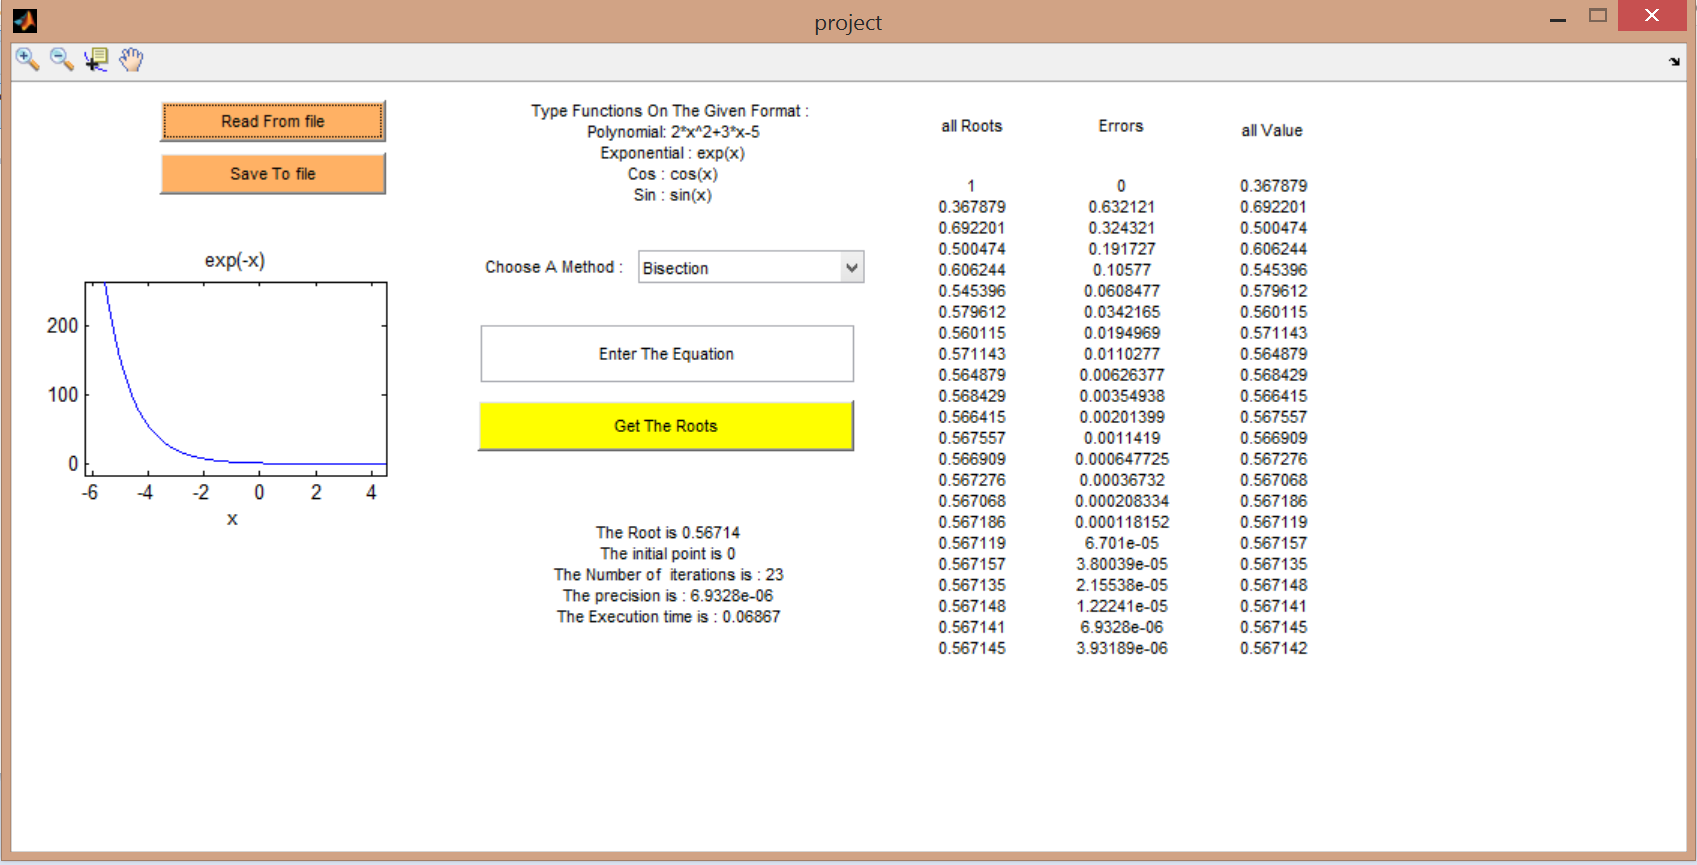 project
Read From file
Save To file
exp(-x)
200
100
0
-6 -4 -2 0 2 4
x
Type Functions On The Given Format :
Polynomial: 2*x^2+3*x-5
Exponential : exp(x)
Cos : cos(x)
Sin : sin(x)
Choose A Method :
Bisection
Enter The Equation
Get The Roots
The Root is 0.56714
The initial point is 0
The Number of  iterations is : 23
The precision is : 6.9328e-06
The Execution time is : 0.06867
all Roots Errors all Value
1 0 0.367879
0.367879 0.632121 0.692201
0.692201 0.324321 0.500474
0.500474 0.191727 0.606244
0.606244 0.10577 0.545396
0.545396 0.0608477 0.579612
0.579612 0.0342165 0.560115
0.560115 0.0194969 0.571143
0.571143 0.0110277 0.564879
0.564879 0.00626377 0.568429
0.568429 0.00354938 0.566415
0.566415 0.00201399 0.567557
0.567557 0.0011419 0.566909
0.566909 0.000647725 0.567276
0.567276 0.00036732 0.567068
0.567068 0.000208334 0.567186
0.567186 0.000118152 0.567119
0.567119 6.701e-05 0.567157
0.567157 3.80039e-05 0.567135
0.567135 2.15538e-05 0.567148
0.567148 1.22241e-05 0.567141
0.567141 6.9328e-06 0.567145
0.567145 3.93189e-06 0.567142